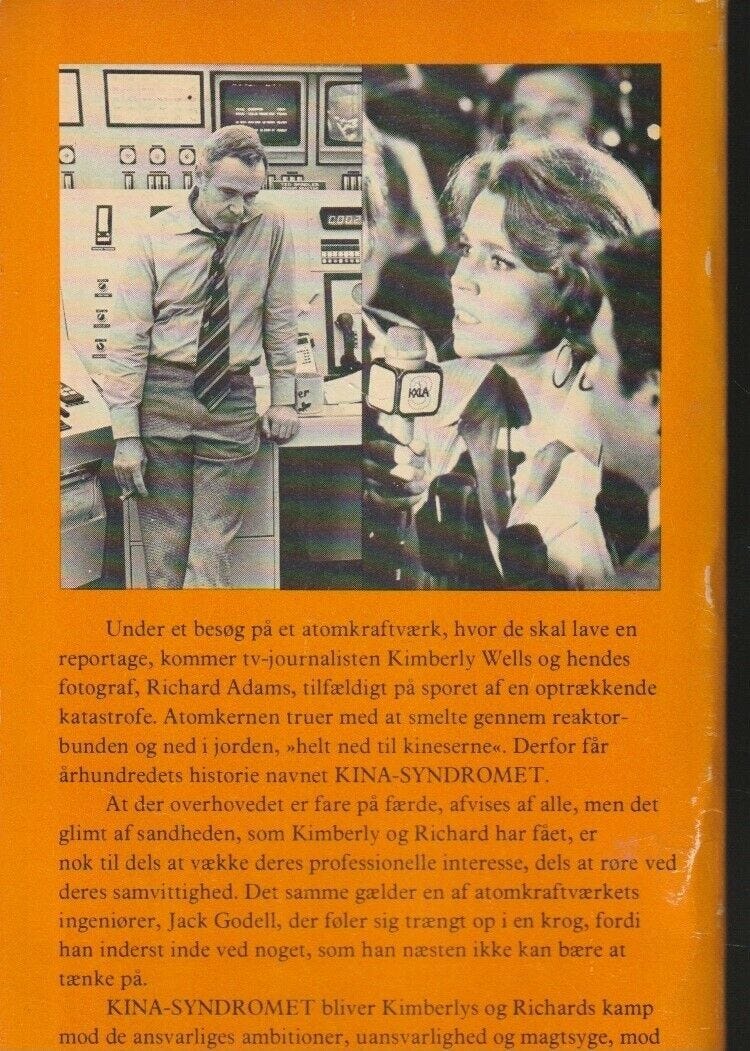 TED SPINDLER
0.002
KXLA
Under et besøg på et atomkraftværk, hvor de skal lave en
reportage, kommer tv-journalisten Kimberly Wells og hendes
fotograf, Richard Adams, tilfældigt på sporet af en optrækkende
katastrofe. Atomkernen truer med at smelte gennem reaktor-
bunden og ned i jorden, »helt ned til kineserne«. Derfor får
århundredets historie navnet KINA-SYNDROMET.
At der overhovedet er fare på færde, afvises af alle, men det
glimt af sandheden, som Kimberly og Richard har fået, er
nok til dels at vække deres professionelle interesse, dels at røre ved
deres samvittighed. Det samme gælder en af atomkraftværkets
ingeniører, Jack Godell, der føler sig trængt op i en krog, fordi
han inderst inde ved noget, som han næsten ikke kan bære at
tænke på.
KINA-SYNDROMET bliver Kimberlys og Richards kamp
mod de ansvarliges ambitioner, uansvarlighed og magtsyge, mod